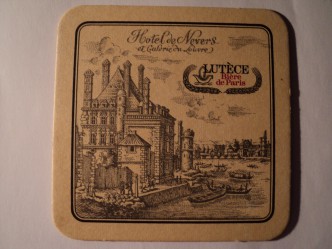 Hotel de Nevers
et Galerie du Louvre
LUTÈCE
Bière
de Paris